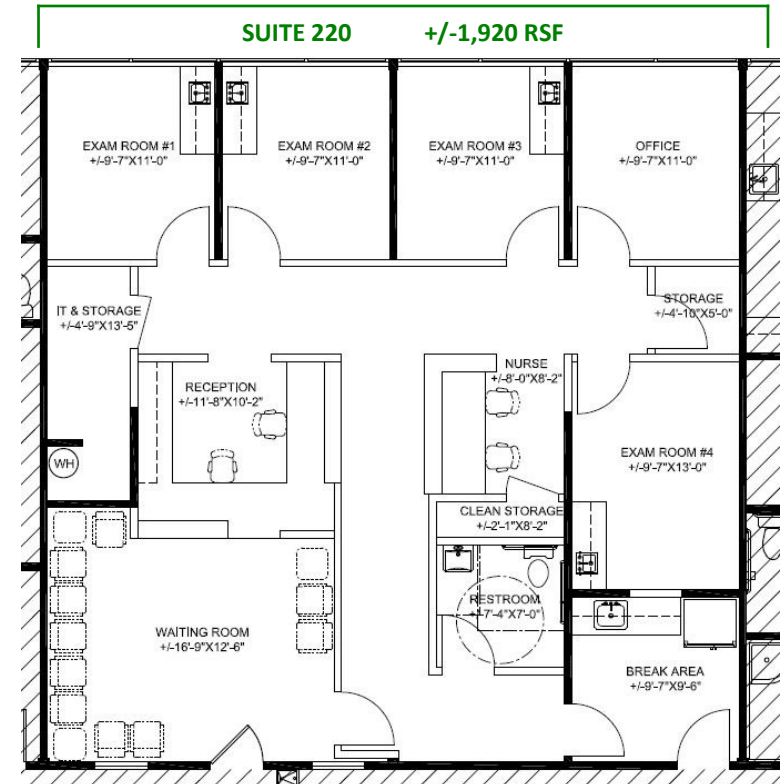 SUITE 220 +/-1,920 RSF
EXAM ROOM #1
+/-9'-7"X11'-0"
EXAM ROOM #2
+/-9'-7"X11'-0"
EXAM ROOM #3
+/-9'-7"X11'-0"
OFFICE
+/-9'-7"X11'-0"
IT & STORAGE
+/-4'-9"X13'-5"
STORAGE
+/-4'-10"X5'-0"
RECEPTION
+/-11'-8"X10'-2"
NURSE
+/-8'-0"X8'-2"
EXAM ROOM #4
+/-9'-7"X13'-0"
WH
CLEAN STORAGE
+/-2'-1"X8'-2"
RESTROOM
+/-7'-4"X7'-0"
WAITING ROOM
+/-16'-9"X12'-6"
BREAK AREA
+/-9'-7"X9'-6"